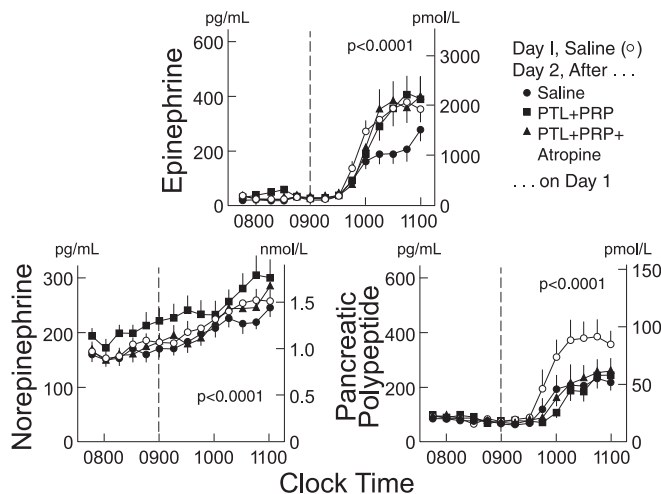 pg/mL pmol/L
600
400
200
0
3000
2000
1000
0
p<0.0001
Epinephrine
0800 0900 1000 1100
Day I, Saline (○)
Day 2, After . . .
● Saline
■ PTL+PRP
▲ PTL+PRP+
Atropine
. . . on Day 1
pg/mL nmol/L
300
200
100
0
1.5
1.0
0.5
0
p<0.0001
Norepinephrine
0800 0900 1000 1100
pg/mL pmol/L
600
400
200
0
150
100
50
0
p<0.0001
Pancreatic
Polypeptide
0800 0900 1000 1100
Clock Time